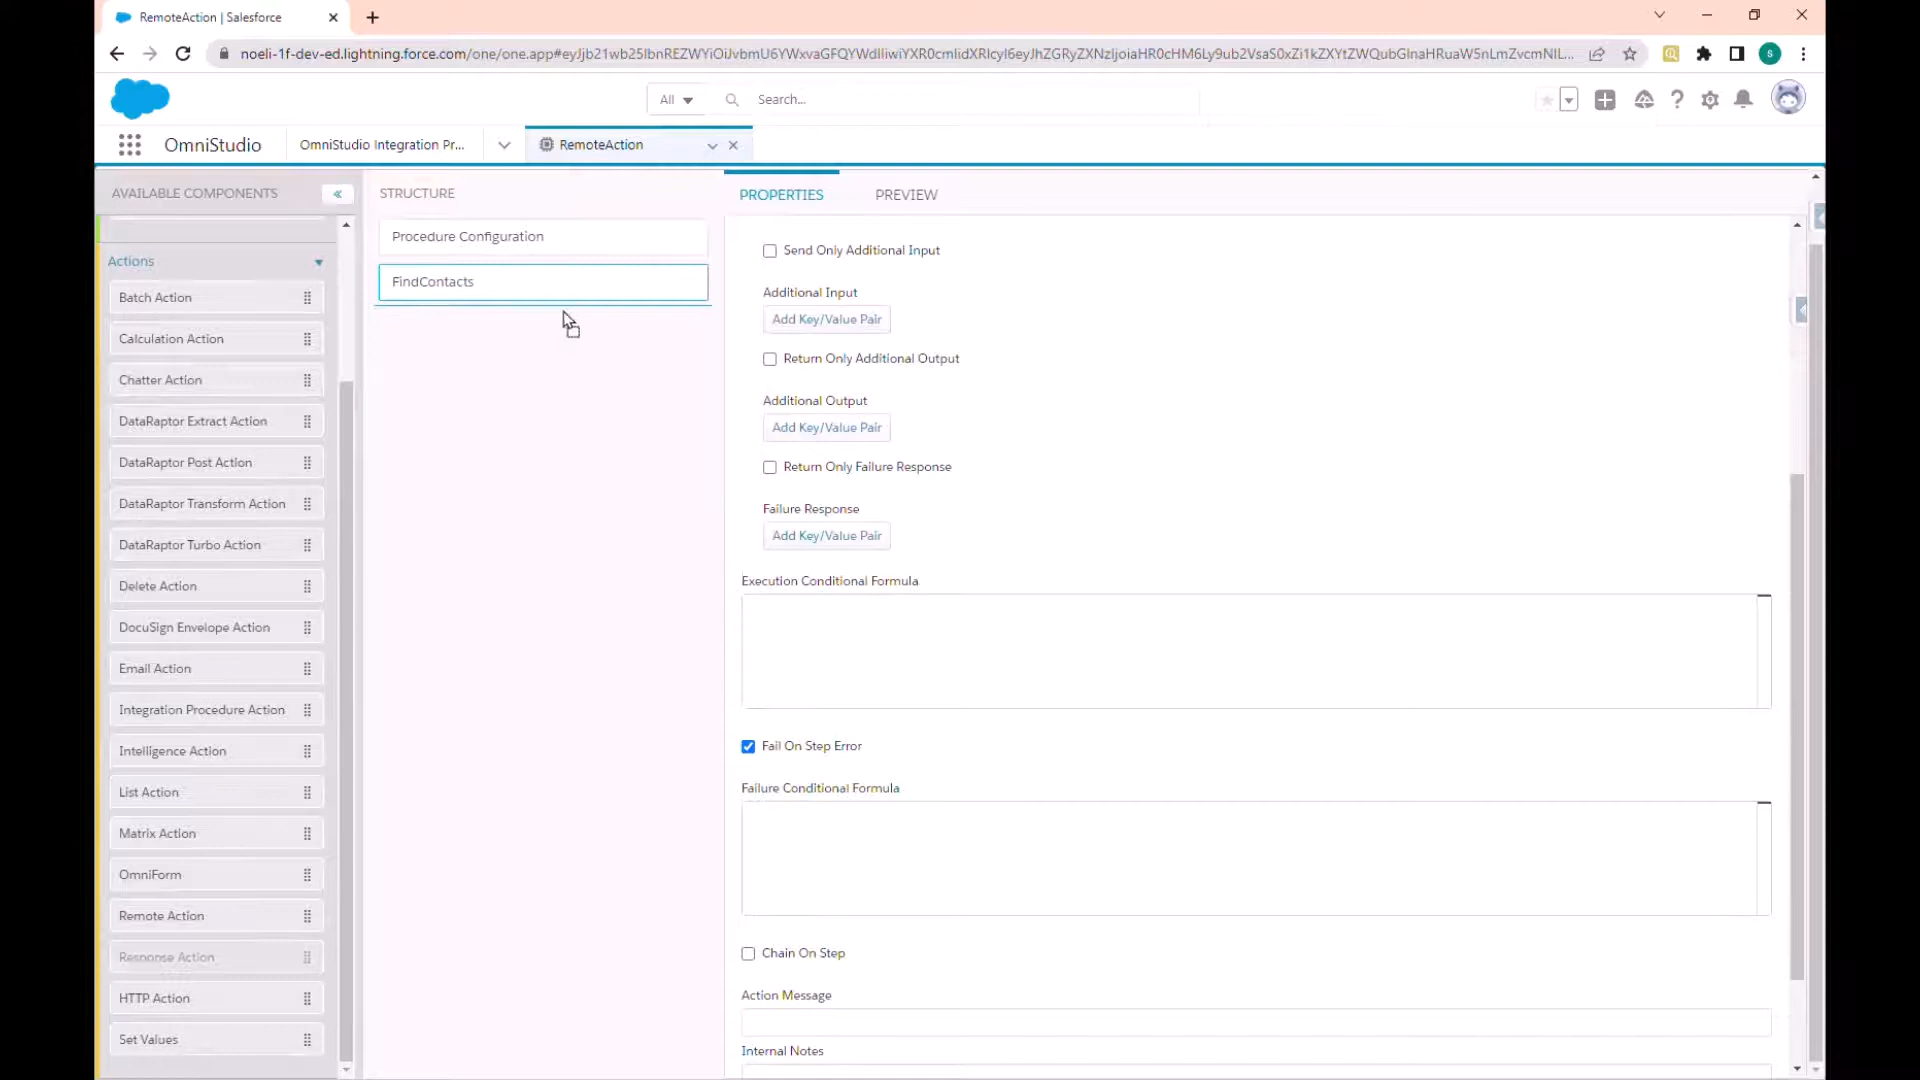 RemoteAction | Salesforce
noeli-1f-dev-ed.lightning.force.com/one/one.app#eyJjb21wb25lbnREZWYiOiJvbmU6YWxvaGFQYWdlIiwiYXR0cmlidXRlcyI6eyJhZGRyZXNzIjoiaHR0cHM6Ly9ub2VsaS0xZi1kZXYtZWQubGlnaHRuaW5nLmZvcmNlL...
S
All
Search...
OmniStudio
OmniStudio Integration Pr...
RemoteAction
AVAILABLE COMPONENTS
STRUCTURE
PROPERTIES
PREVIEW
Actions
Batch Action
Calculation Action
Chatter Action
DataRaptor Extract Action
DataRaptor Post Action
DataRaptor Transform Action
DataRaptor Turbo Action
Delete Action
DocuSign Envelope Action
Email Action
Integration Procedure Action
Intelligence Action
List Action
Matrix Action
OmniForm
Remote Action
Response Action
HTTP Action
Set Values
Procedure Configuration
FindContacts
Send Only Additional Input
Additional Input
Add Key/Value Pair
Return Only Additional Output
Additional Output
Add Key/Value Pair
Return Only Failure Response
Failure Response
Add Key/Value Pair
Execution Conditional Formula
Fail On Step Error
Failure Conditional Formula
Chain On Step
Action Message
Internal Notes